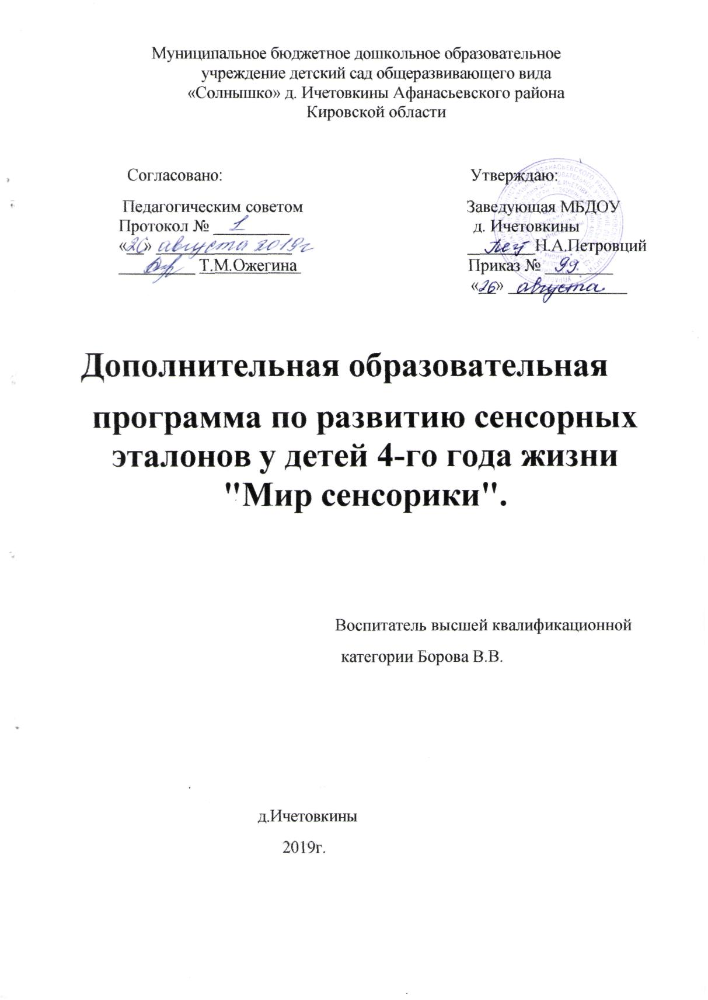 Муниципальное бюджетное дошкольное образовательное
учреждение детский сад общеразвивающего вида
«Солнышко» д. Ичетовкины Афанасьевского района
Кировской области
Согласовано:
Педагогическим советом
Протокол № 1
«26» августа 2019г
Т.М.Ожегина
Утверждаю:
Заведующая МБДОУ
д. Ичетовкины
Н.А.Петровций
Приказ № 99
«26» августа
Дополнительная образовательная
программа по развитию сенсорных
эталонов у детей 4-го года жизни
"Мир сенсорики".
Воспитатель высшей квалификационной
категории Борова В.В.
д.Ичетовкины
2019г.